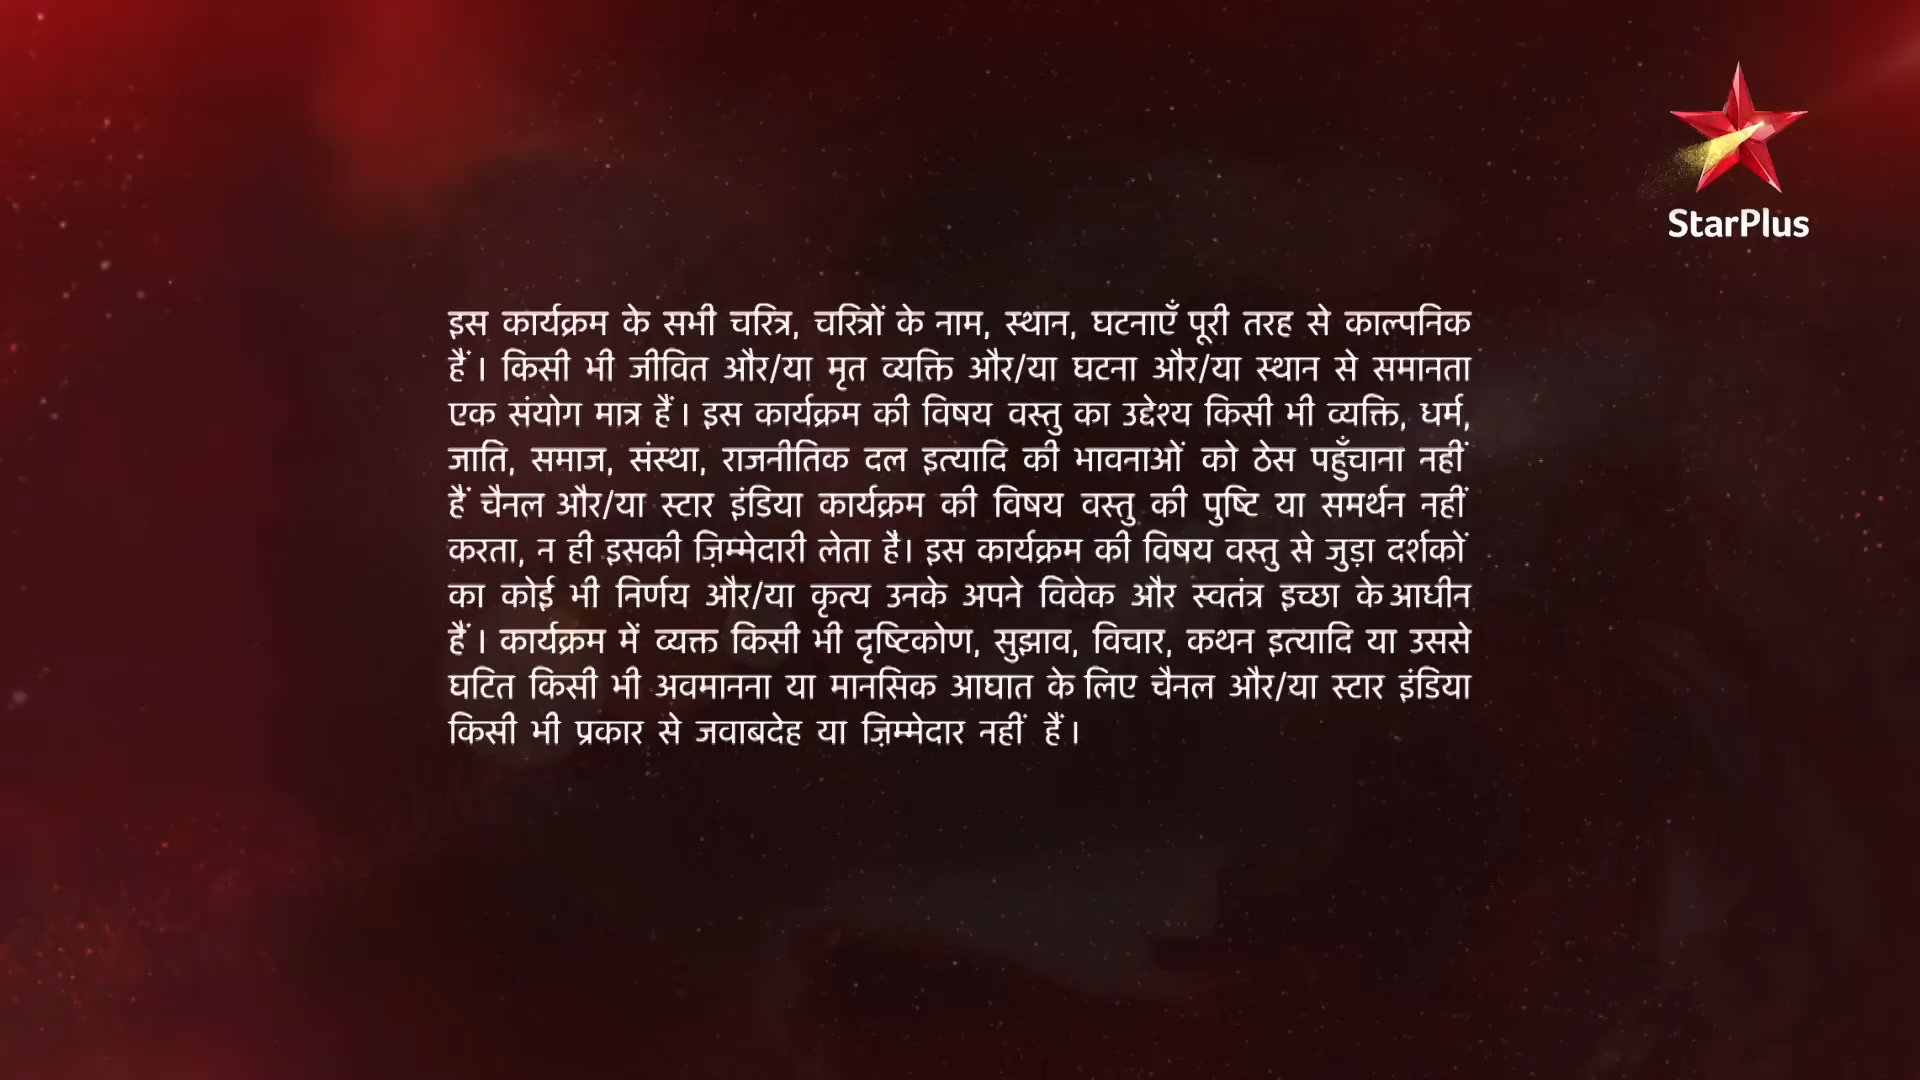 StarPlus
इस कार्यक्रम के सभी चरित्र, चरित्रों के नाम, स्थान, घटनाएँ पूरी तरह से काल्पनिक
हैं। किसी भी जीवित और/या मृत व्यक्ति और/या घटना और/या स्थान से समानता
एक संयोग मात्र हैं। इस कार्यक्रम की विषय वस्तु का उद्देश्य किसी भी व्यक्ति, धर्म,
जाति, समाज, संस्था, राजनीतिक दल इत्यादि की भावनाओं को ठेस पहुँचाना नहीं
हैं चैनल और/या स्टार इंडिया कार्यक्रम की विषय वस्तु की पुष्टि या समर्थन नहीं
करता, न ही इसकी ज़िम्मेदारी लेता है। इस कार्यक्रम की विषय वस्तु से जुड़ा दर्शकों
का कोई भी निर्णय और/या कृत्य उनके अपने विवेक और स्वतंत्र इच्छा के आधीन
हैं। कार्यक्रम में व्यक्त किसी भी दृष्टिकोण, सुझाव, विचार, कथन इत्यादि या उससे
घटित किसी भी अवमानना या मानसिक आघात के लिए चैनल और/या स्टार इंडिया
किसी भी प्रकार से जवाबदेह या ज़िम्मेदार नहीं हैं।